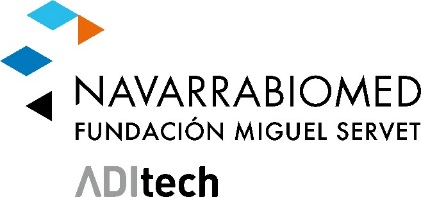 NAVARRABIOMED
FUNDACIÓN MIGUEL SERVET
ADItech